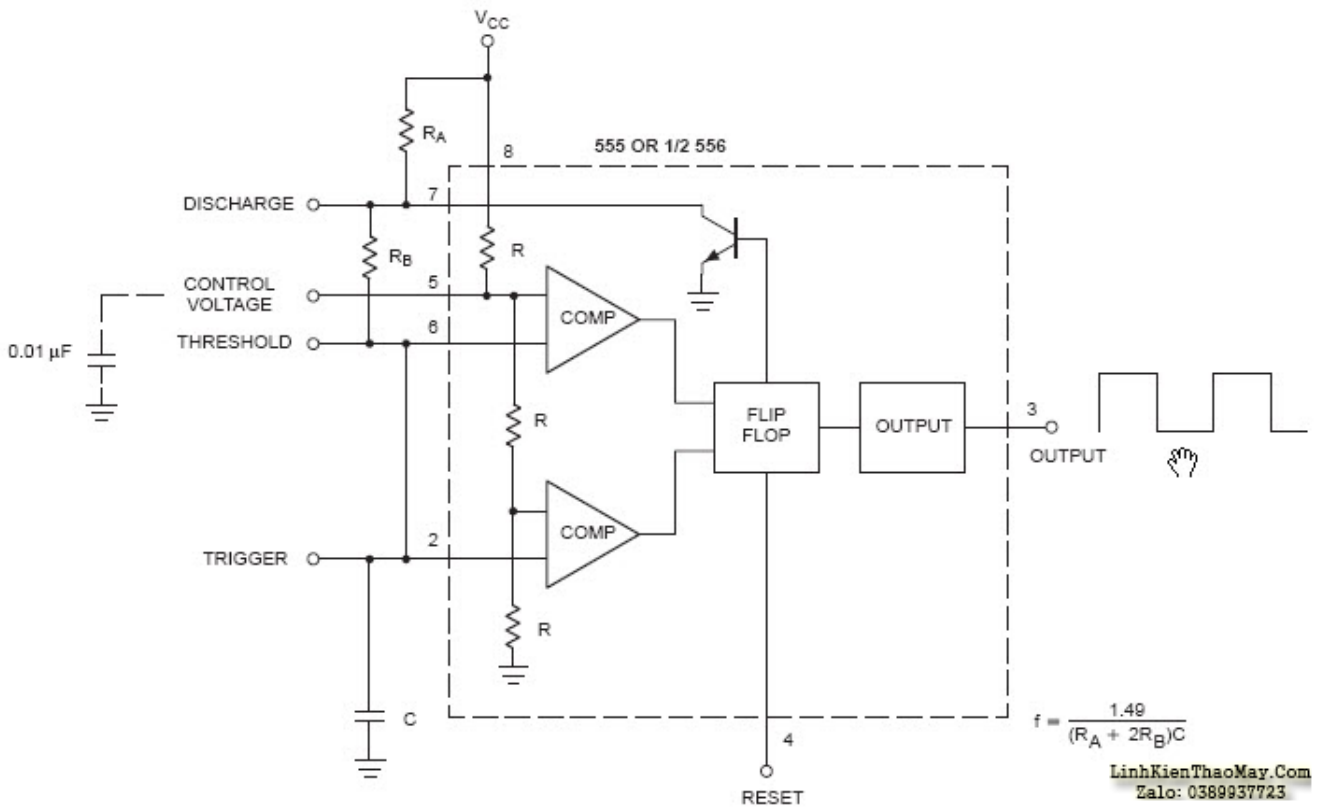 VCC
RA
555 OR 1/2 556
8
DISCHARGE
7
RB
R
CONTROL
VOLTAGE
5
COMP
THRESHOLD
6
0.01 µF
R
FLIP
FLOP
OUTPUT
3
OUTPUT
COMP
TRIGGER
2
R
C
4
RESET
f = 1.49
(RA + 2RB)C
LinhKienThaoMay.Com
Zalo: 0389937723